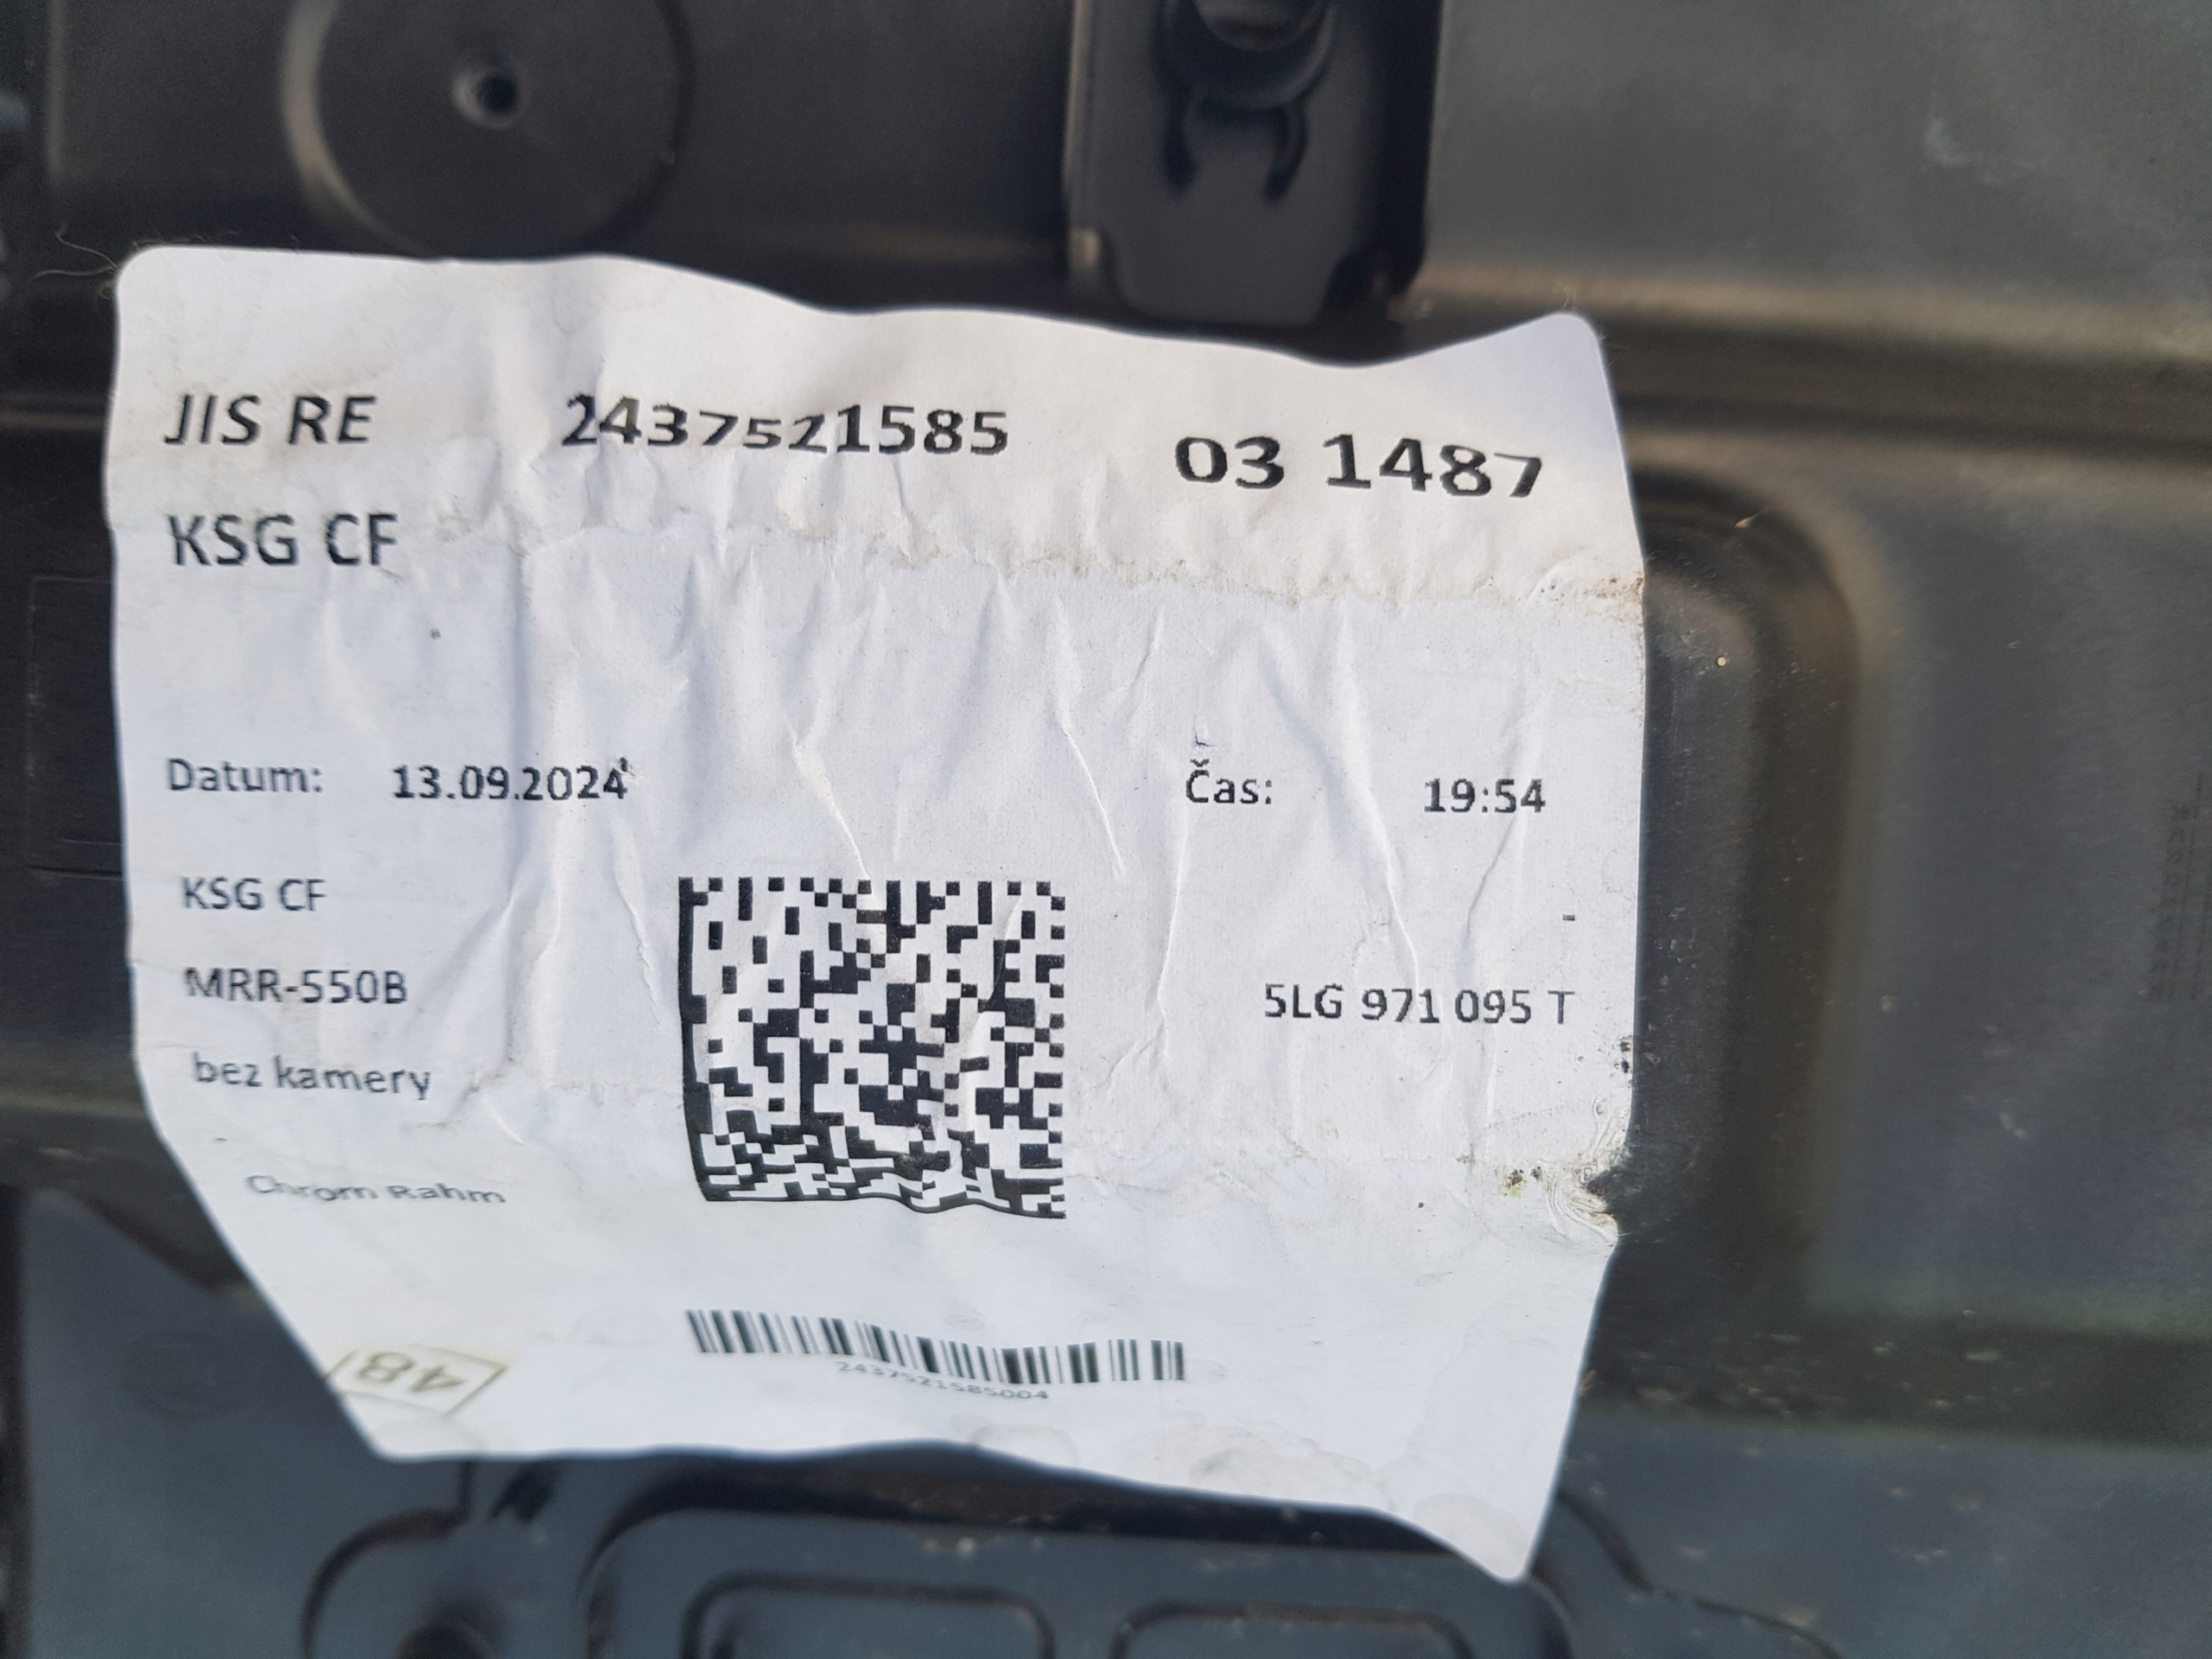 JIS RE 2437521585 03 1487
KSG CF
Datum: 13.09.2024 Čas: 19:54
KSG CF -
MRR-550B 5LG 971 095 T
bez kamery
Chrom Rahm
2437521585004
48